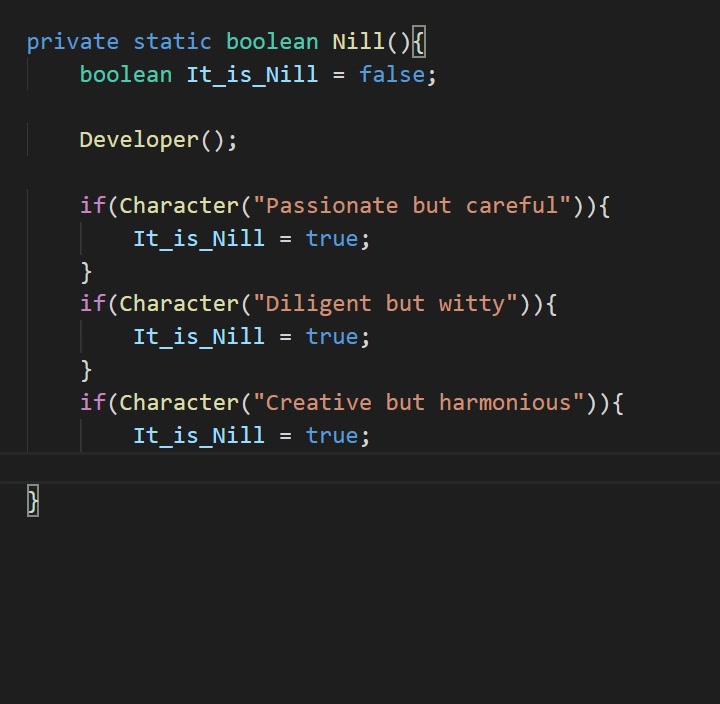 private static boolean Nill(){
    boolean It_is_Nill = false;
    Developer();
    if(Character("Passionate but careful")){
        It_is_Nill = true;
    }
    if(Character("Diligent but witty")){
        It_is_Nill = true;
    }
    if(Character("Creative but harmonious")){
        It_is_Nill = true;
}